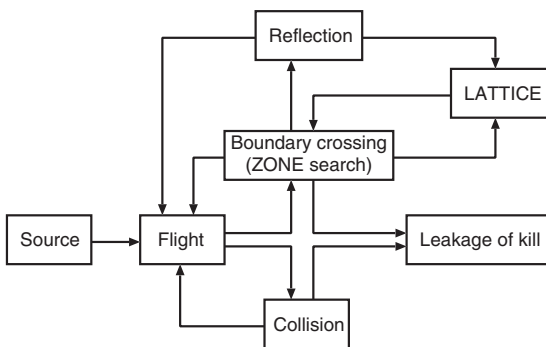 Reflection
LATTICE
Boundary crossing
(ZONE search)
Source
Flight
Leakage of kill
Collision